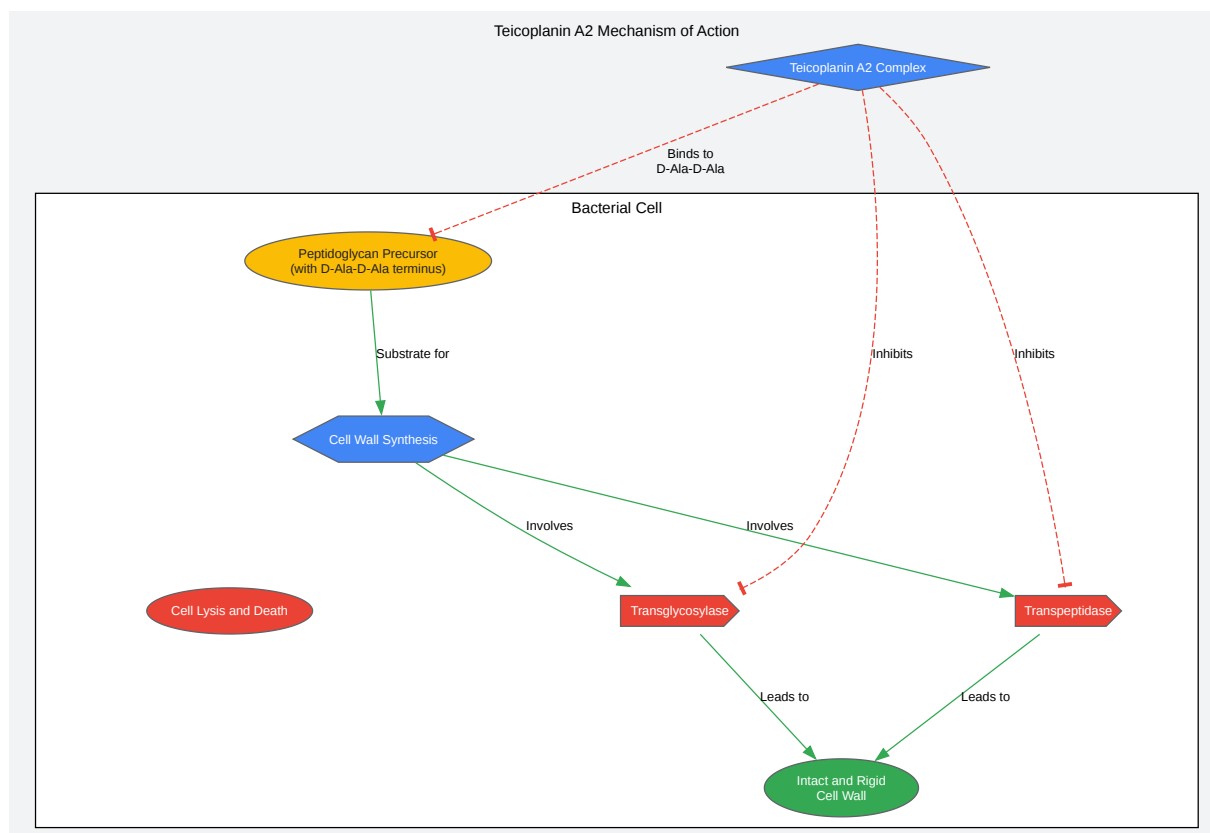 Teicoplanin A2 Mechanism of Action
Teicoplanin A2 Complex
Binds to
D-Ala-D-Ala
Bacterial Cell
Peptidoglycan Precursor
(with D-Ala-D-Ala terminus)
Substrate for
Inhibits
Inhibits
Cell Wall Synthesis
Involves
Involves
Cell Lysis and Death
Transglycosylase
Transpeptidase
Leads to
Leads to
Intact and Rigid
Cell Wall